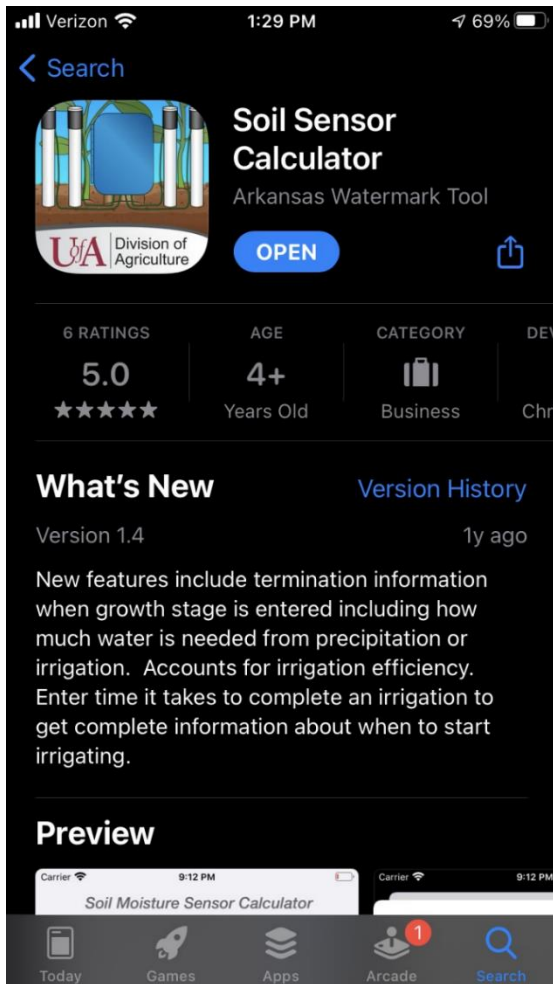 Verizon 1:29 PM 69%
Search
Soil Sensor
Calculator
Arkansas Watermark Tool
UofA Division of
Agriculture
OPEN
6 RATINGS AGE CATEGORY DEV
5.0 4+
Years Old Business Chr
What's New Version History
Version 1.4 1y ago
New features include termination information
when growth stage is entered including how
much water is needed from precipitation or
irrigation. Accounts for irrigation efficiency.
Enter time it takes to complete an irrigation to
get complete information about when to start
irrigating.
Preview
Carrier 9:12 PM Carrier 9:12 PM
Soil Moisture Sensor Calculator
1
Today Games Apps Arcade Search